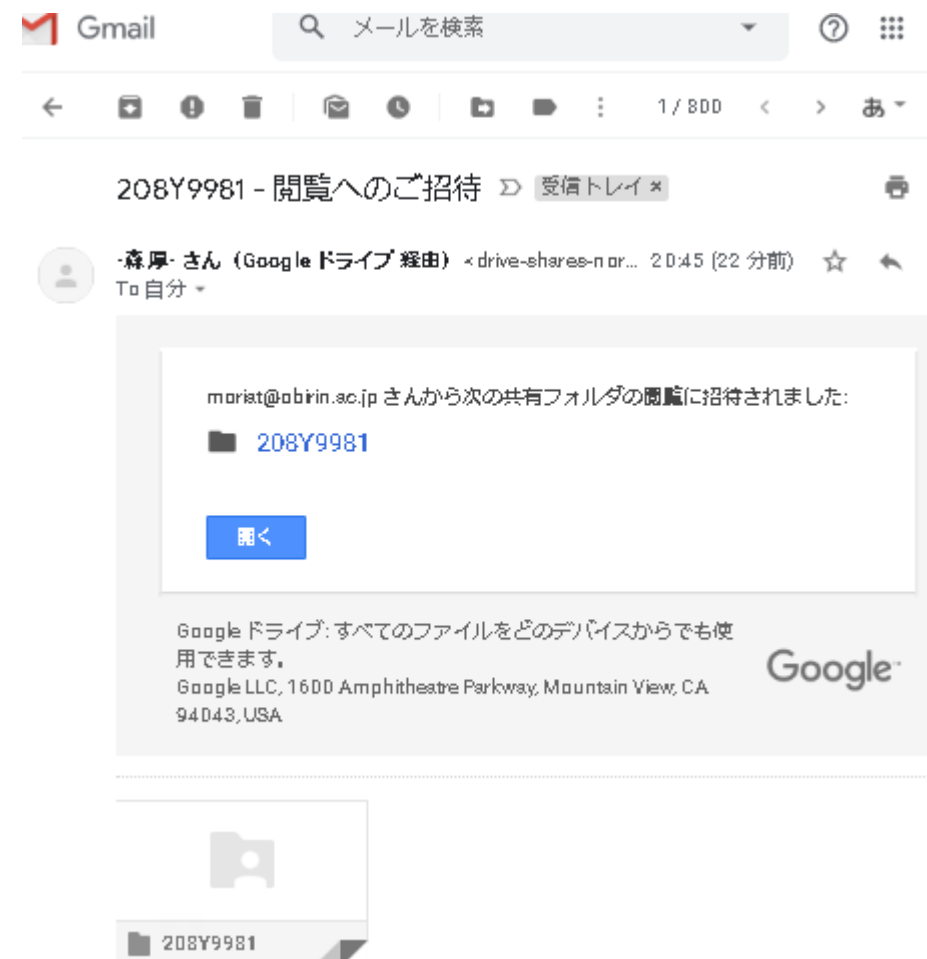 Gmail
メールを検索
1 / 800
あ
208Y9981 - 閲覧へのご招待
受信トレイ ×
-森 厚- さん（Google ドライブ 経由） <drive-shares-nor... 20:45 (22 分前)
To 自分
morist@obirin.ac.jp さんから次の共有フォルダの閲覧に招待されました:
208Y9981
開く
Google ドライブ: すべてのファイルをどのデバイスからでも使
用できます。
Google LLC, 1600 Amphitheatre Parkway, Mountain View, CA
94043, USA
Google
208Y9981